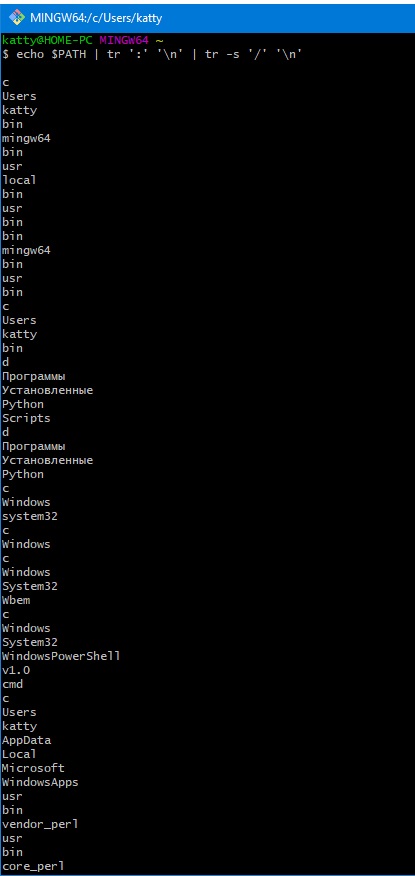 MINGW64:/c/Users/katty
katty@HOME-PC MINGW64 ~
$ echo $PATH | tr ':' '\n' | tr -s '/' '\n'
c
Users
katty
bin
mingw64
bin
usr
local
bin
usr
bin
bin
mingw64
bin
usr
bin
c
Users
katty
bin
d
Программы
Установленные
Python
Scripts
d
Программы
Установленные
Python
c
Windows
system32
c
Windows
c
Windows
System32
Wbem
c
Windows
System32
WindowsPowerShell
v1.0
cmd
c
Users
katty
AppData
Local
Microsoft
WindowsApps
usr
bin
vendor_perl
usr
bin
core_perl